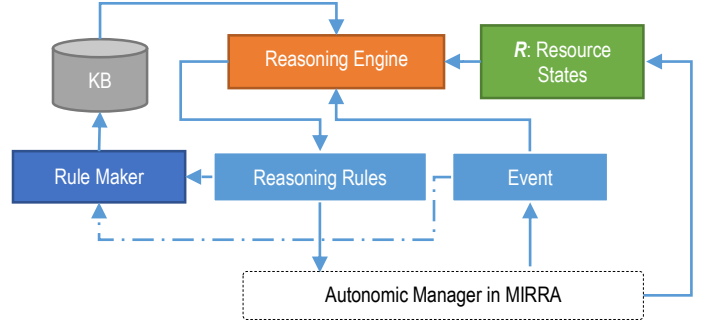 KB
Reasoning Engine
R: Resource
States
Rule Maker
Reasoning Rules
Event
Autonomic Manager in MIRRA